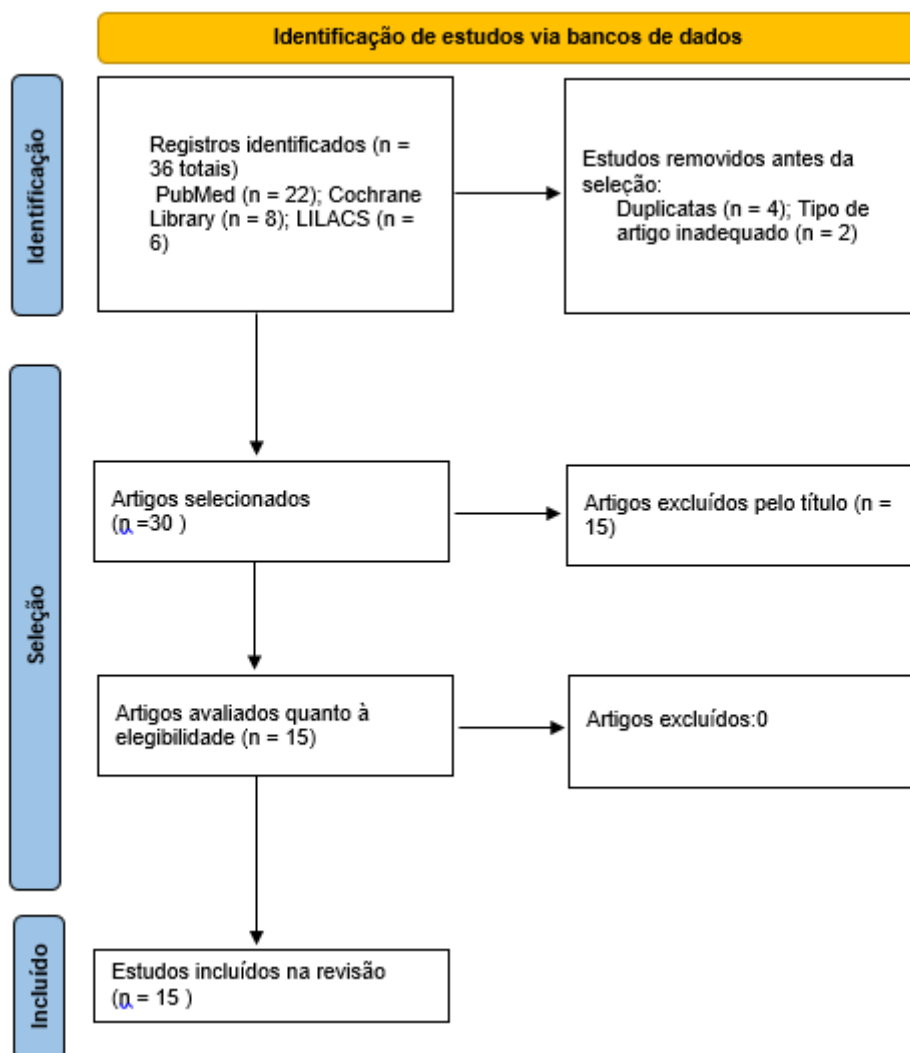 Identificação de estudos via bancos de dados
Identificação
Registros identificados (n =
36 totais)
PubMed (n = 22); Cochrane
Library (n = 8); LILACS (n =
6)
Estudos removidos antes da
seleção:
Duplicatas (n = 4); Tipo de
artigo inadequado (n = 2)
Seleção
Artigos selecionados
(n =30 )
Artigos excluídos pelo título (n =
15)
Artigos avaliados quanto à
elegibilidade (n = 15)
Artigos excluídos:0
Incluído
Estudos incluídos na revisão
(n = 15 )